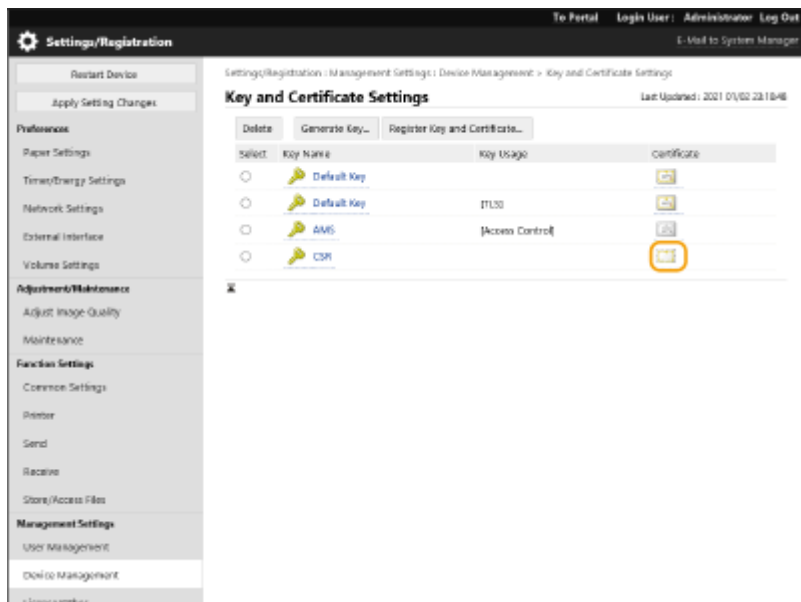 To Portal Login User: Administrator Log Out
Settings/Registration
E-Mail to System Manager
Restart Device
Apply Setting Changes
Preferences
Paper Settings
Timer/Energy Settings
Network Settings
External Interface
Volume Settings
Adjustment/Maintenance
Adjust Image Quality
Maintenance
Function Settings
Common Settings
Printer
Send
Receive
Store/Access Files
Management Settings
User Management
Device Management
Settings/Registration : Management Settings : Device Management > Key and Certificate Settings
Key and Certificate Settings
Last Updated : 2021 01/02 23:18:48
Delete Generate Key... Register Key and Certificate...
Select Key Name Key Usage Certificate
Default Key
Default Key [TLS]
AMS [Access Control]
CSR